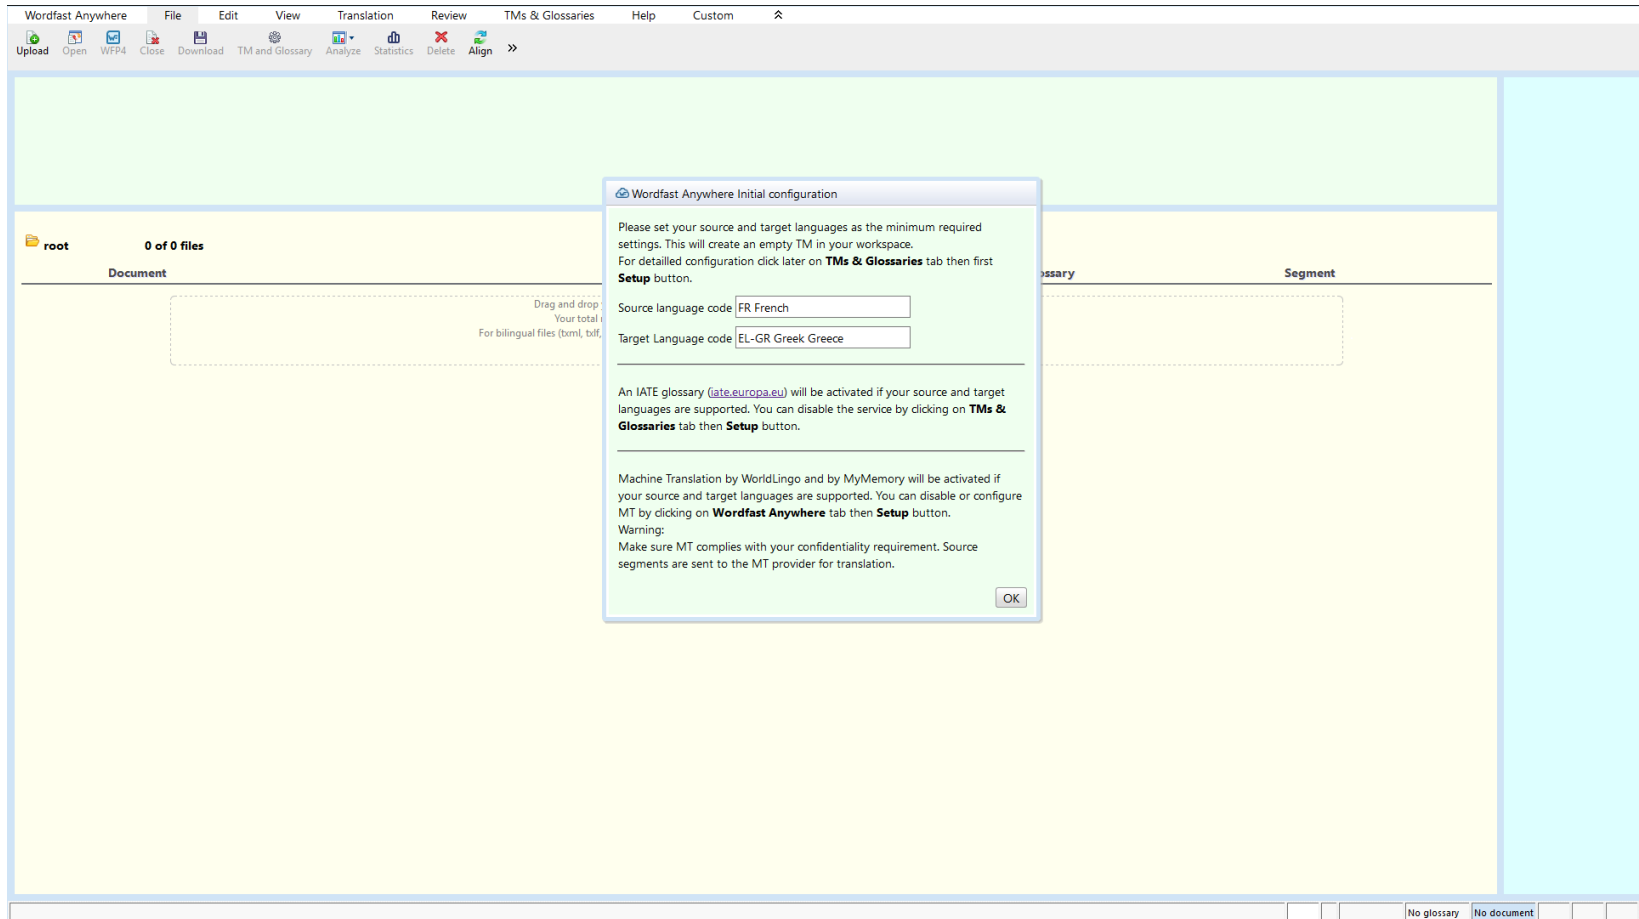 Wordfast Anywhere File Edit View Translation Review TMs & Glossaries Help Custom
Upload Open WFP4 Close Download TM and Glossary Analyze Statistics Delete Align
Wordfast Anywhere Initial configuration
Please set your source and target languages as the minimum required
settings. This will create an empty TM in your workspace.
For detailled configuration click later on TMs & Glossaries tab then first
Setup button.
Source language code FR French
Target Language code EL-GR Greek Greece
An IATE glossary (iate.europa.eu) will be activated if your source and target
languages are supported. You can disable the service by clicking on TMs &
Glossaries tab then Setup button.
Machine Translation by WorldLingo and by MyMemory will be activated if
your source and target languages are supported. You can disable or configure
MT by clicking on Wordfast Anywhere tab then Setup button.
Warning:
Make sure MT complies with your confidentiality requirement. Source
segments are sent to the MT provider for translation.
OK
root 0 of 0 files
Document ossary Segment
Drag and drop
Your total
For bilingual files (txml, txlf,
No glossary No document